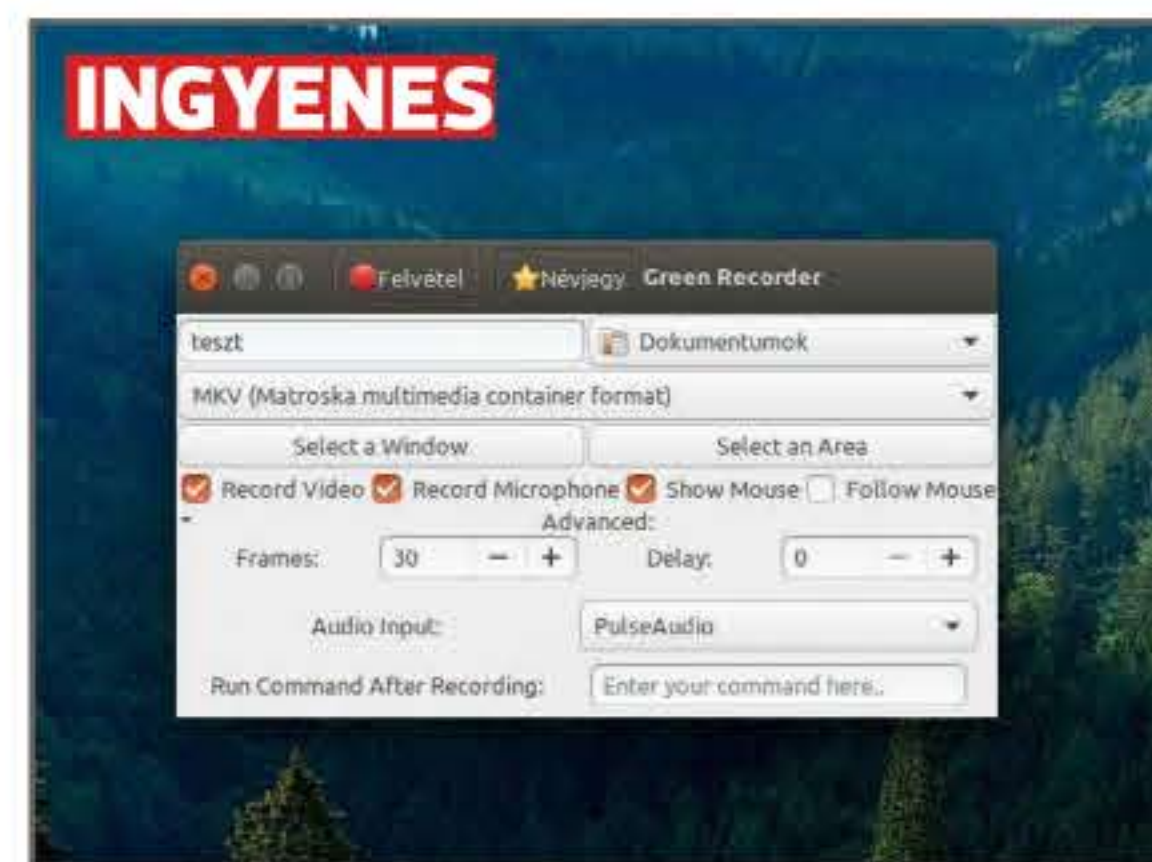 INGYENES
Felvétel Névjegy Green Recorder
teszt Dokumentumok
MKV (Matroska multimedia container format)
Select a Window Select an Area
Record Video Record Microphone Show Mouse Follow Mouse
Advanced:
Frames: 30 - + Delay: 0 - +
Audio Input: PulseAudio
Run Command After Recording: Enter your command here..